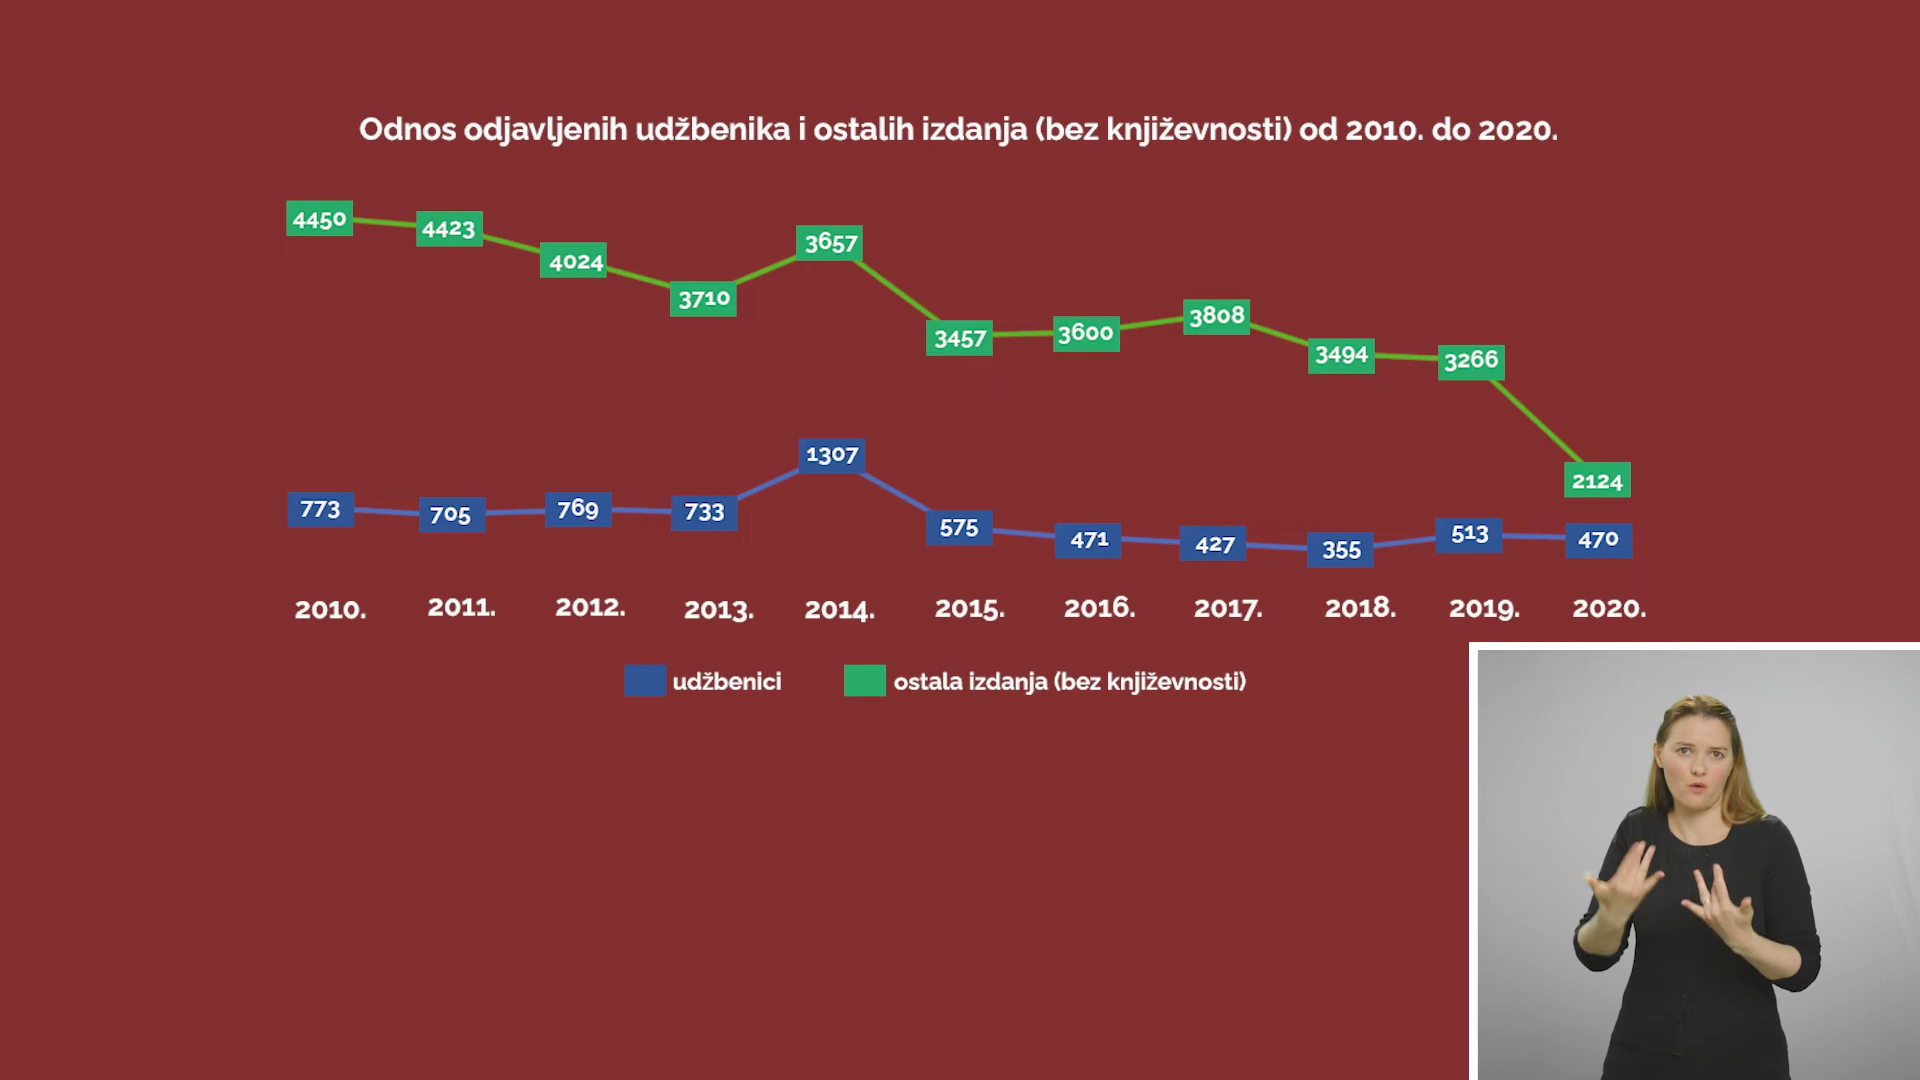 Odnos odjavljenih udžbenika i ostalih izdanja (bez književnosti) od 2010. do 2020.
4450 4423 4024 3710 3657 3457 3600 3808 3494 3266 2124
773 705 769 733 1307 575 471 427 355 513 470
2010. 2011. 2012. 2013. 2014. 2015. 2016. 2017. 2018. 2019. 2020.
udžbenici ostala izdanja (bez književnosti)